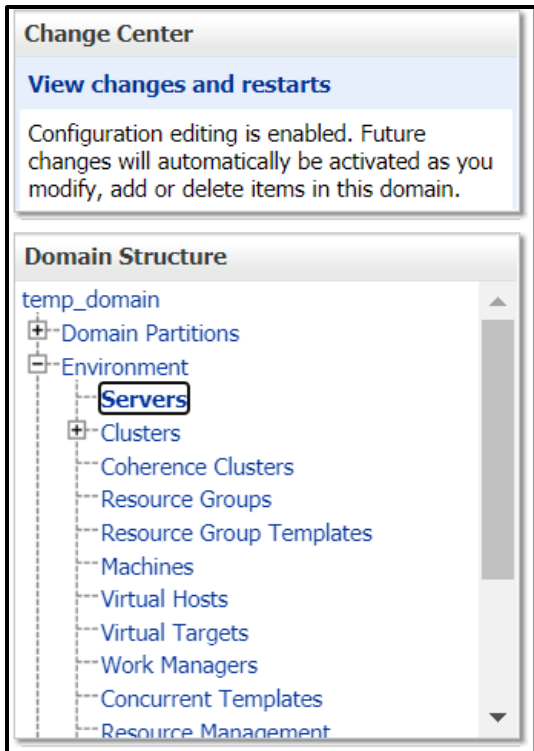 Change Center
View changes and restarts
Configuration editing is enabled. Future
changes will automatically be activated as you
modify, add or delete items in this domain.
Domain Structure
temp_domain
Domain Partitions
Environment
Servers
Clusters
Coherence Clusters
Resource Groups
Resource Group Templates
Machines
Virtual Hosts
Virtual Targets
Work Managers
Concurrent Templates
Resource Management